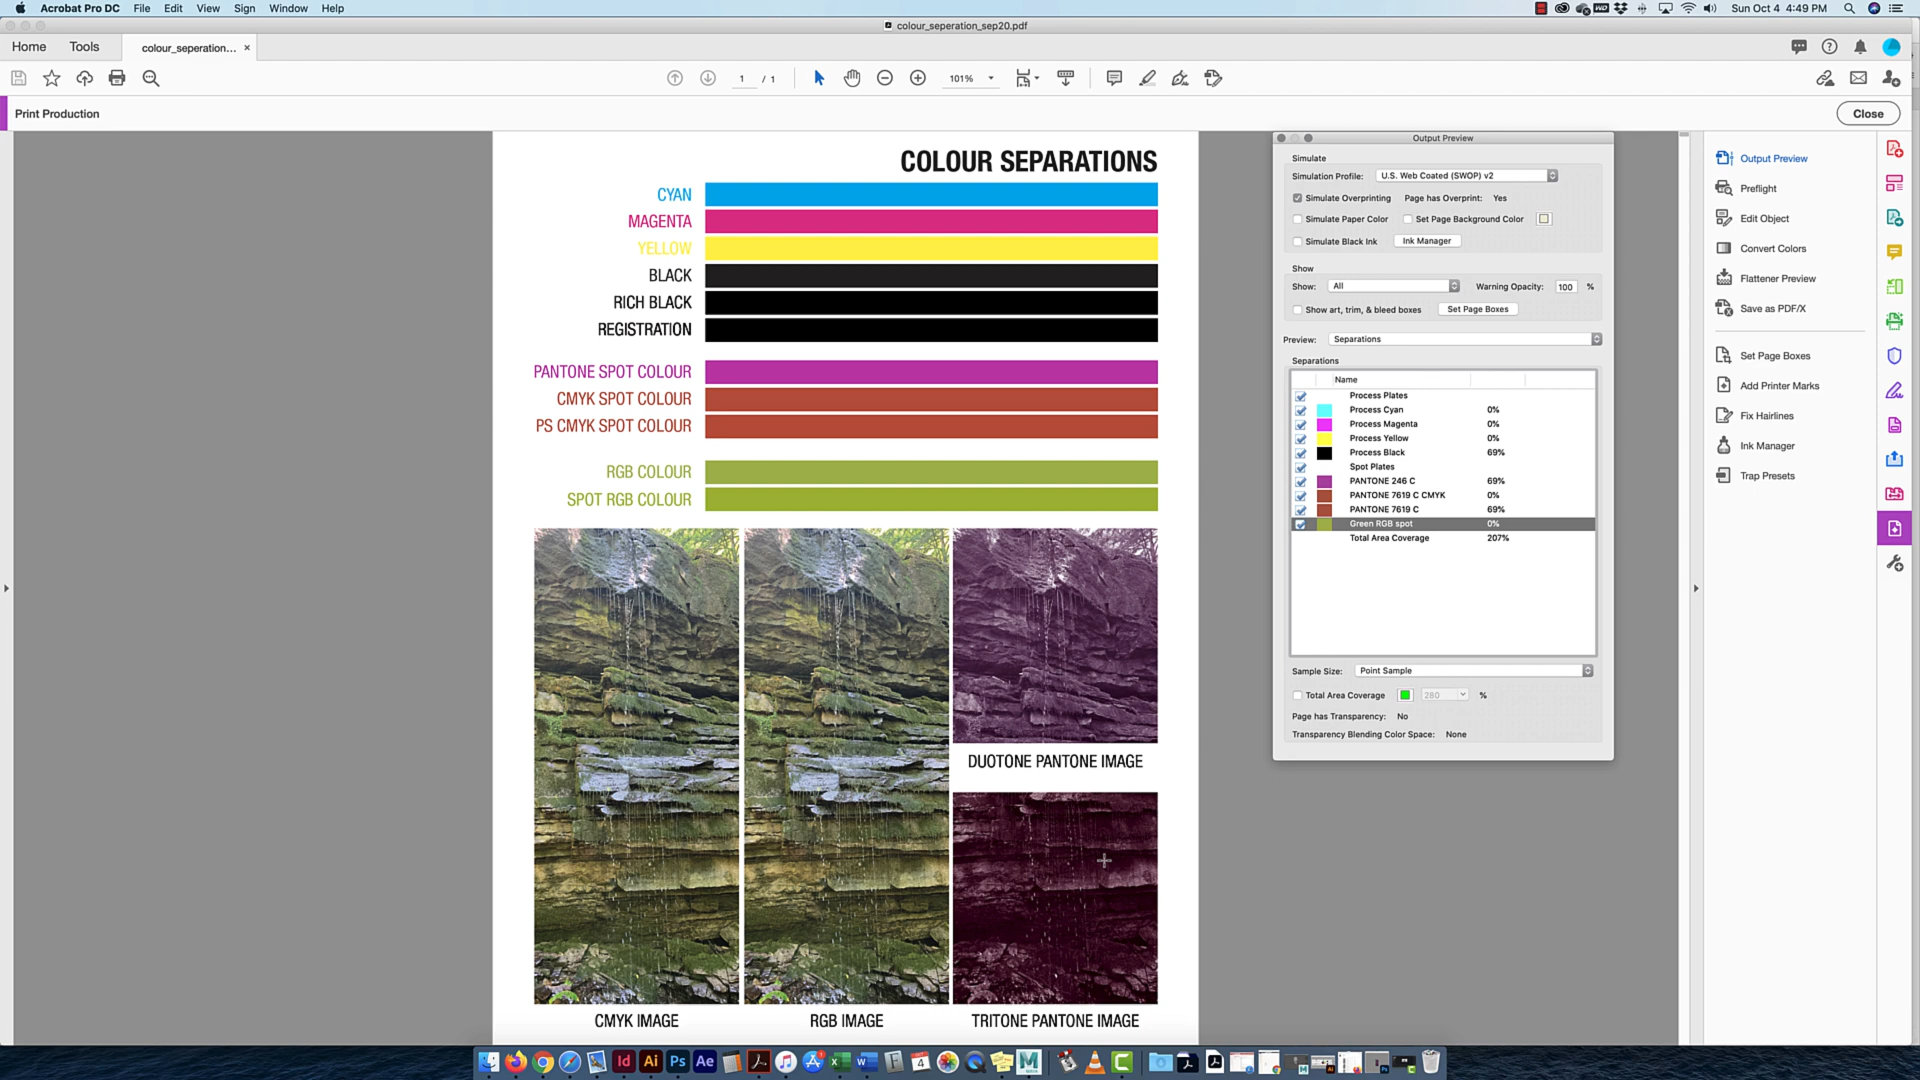 Acrobat Pro DC File Edit View Sign Window Help
Sun Oct 4 4:49 PM
colour_seperation_sep20.pdf
Home Tools colour_seperation... ×
1 / 1 101%
Print Production
Close
COLOUR SEPARATIONS
CYAN
MAGENTA
YELLOW
BLACK
RICH BLACK
REGISTRATION
PANTONE SPOT COLOUR
CMYK SPOT COLOUR
PS CMYK SPOT COLOUR
RGB COLOUR
SPOT RGB COLOUR
DUOTONE PANTONE IMAGE
CMYK IMAGE
RGB IMAGE
TRITONE PANTONE IMAGE
Output Preview
Simulate
Simulation Profile: U.S. Web Coated (SWOP) v2
Simulate Overprinting Page has Overprint: Yes
Simulate Paper Color Set Page Background Color
Simulate Black Ink Ink Manager
Show
Show: All Warning Opacity: 100 %
Show art, trim, & bleed boxes Set Page Boxes
Preview: Separations
Separations
Name
Process Plates
Process Cyan 0%
Process Magenta 0%
Process Yellow 0%
Process Black 69%
Spot Plates
PANTONE 246 C 69%
PANTONE 7619 C CMYK 0%
PANTONE 7619 C 69%
Green RGB spot 0%
Total Area Coverage 207%
Sample Size: Point Sample
Total Area Coverage 280 %
Page has Transparency: No
Transparency Blending Color Space: None
Output Preview
Preflight
Edit Object
Convert Colors
Flattener Preview
Save as PDF/X
Set Page Boxes
Add Printer Marks
Fix Hairlines
Ink Manager
Trap Presets
Id Ai Ps Ae